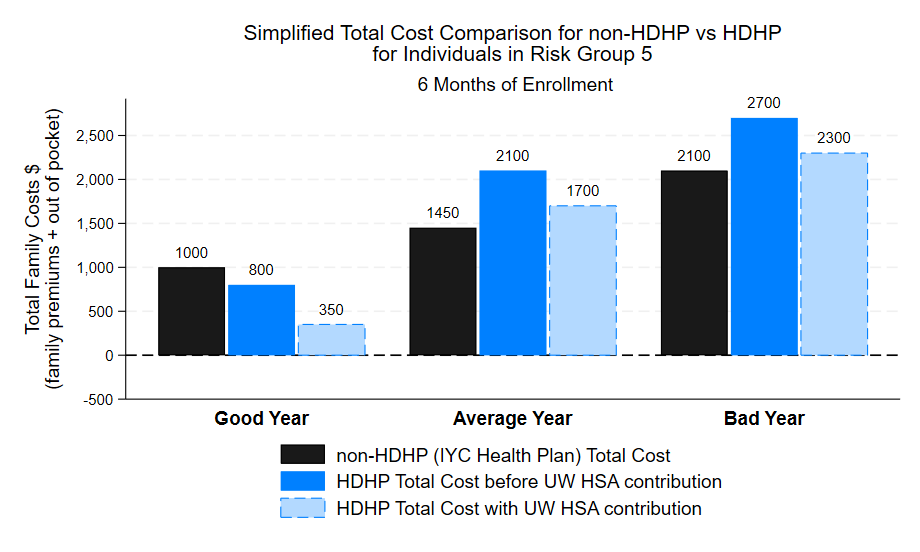 Simplified Total Cost Comparison for non-HDHP vs HDHP
for Individuals in Risk Group 5
6 Months of Enrollment
Total Family Costs $
(family premiums + out of pocket)
2,500
2,000
1,500
1,000
500
0
-500
1000
800
350
1450
2100
1700
2100
2700
2300
Good Year
Average Year
Bad Year
non-HDHP (IYC Health Plan) Total Cost
HDHP Total Cost before UW HSA contribution
HDHP Total Cost with UW HSA contribution